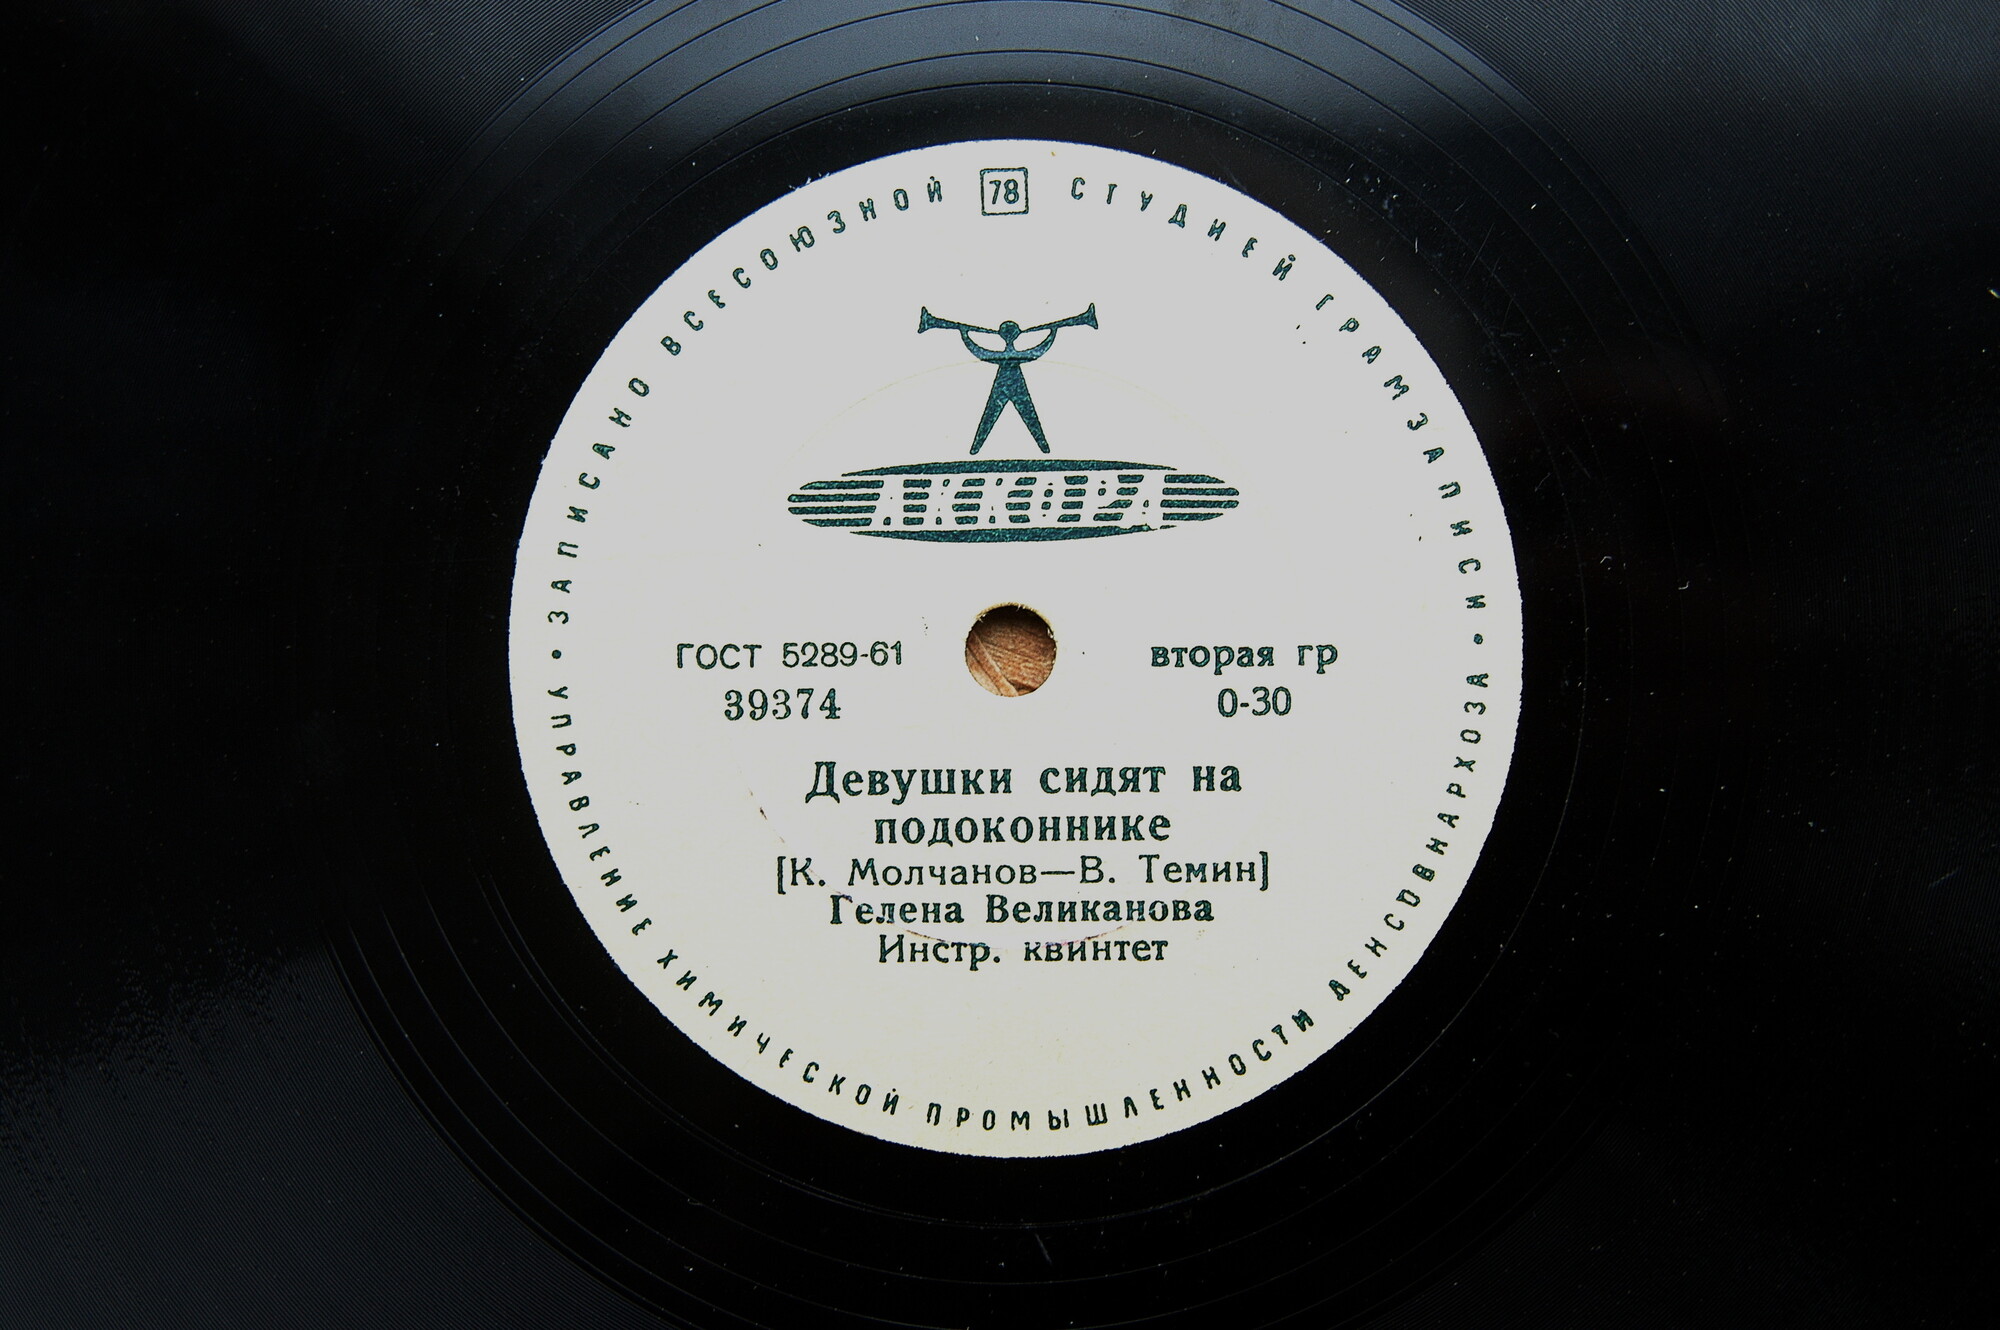 • ЗАПИСАНО ВСЕСОЮЗНОЙ 78 СТУДИЕЙ ГРАМЗАПИСИ •
АККОРД
ГОСТ 5289-61
39374
вторая гр
0-30
Девушки сидят на
подоконнике
[К. Молчанов—В. Темин]
Гелена Великанова
Инстр. квинтет
УПРАВЛЕНИЕ ХИМИЧЕСКОЙ ПРОМЫШЛЕННОСТИ ЛЕНСОВНАРХОЗА